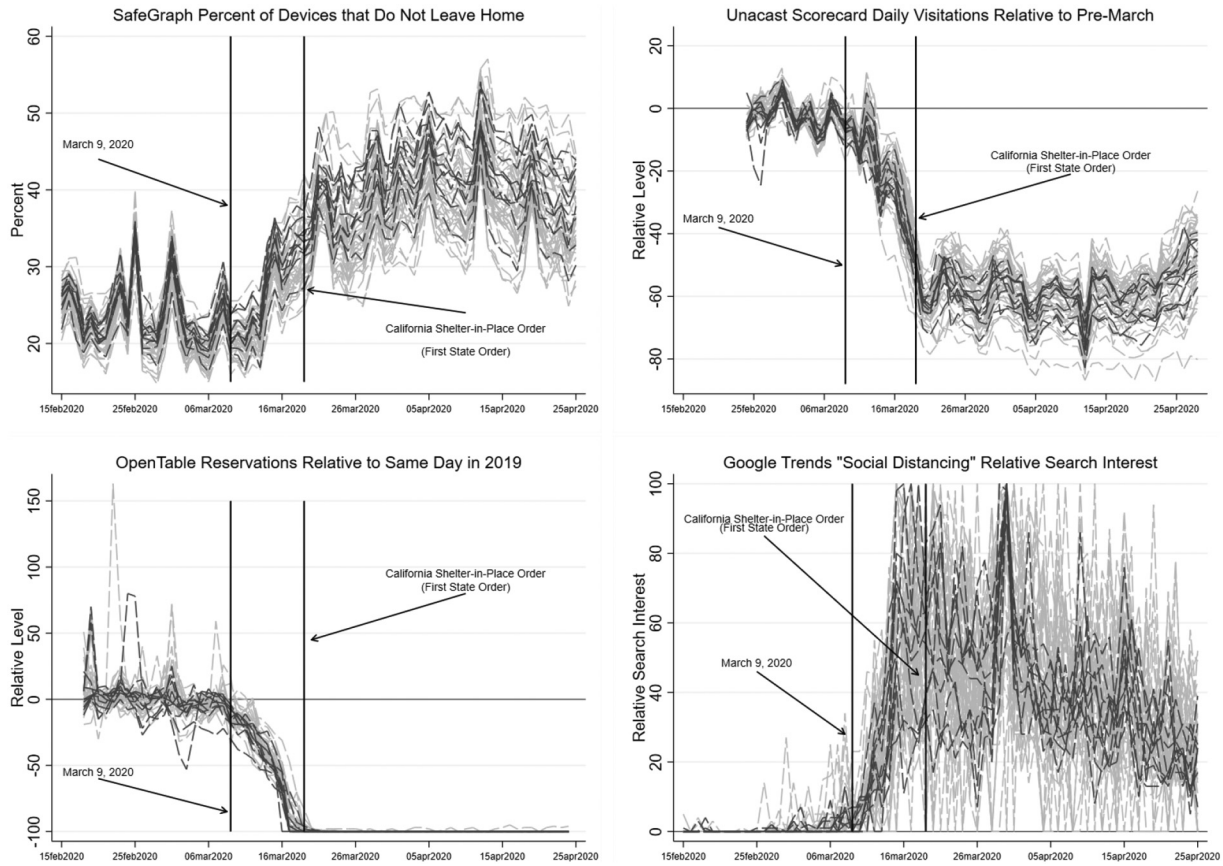 SafeGraph Percent of Devices that Do Not Leave Home
Percent
60
50
40
30
20
March 9, 2020
California Shelter-in-Place Order
(First State Order)
15feb2020 25feb2020 06mar2020 16mar2020 26mar2020 05apr2020 15apr2020 25apr2020
Unacast Scorecard Daily Visitations Relative to Pre-March
Relative Level
20
0
-20
-40
-60
-80
California Shelter-in-Place Order
(First State Order)
March 9, 2020
15feb2020 25feb2020 06mar2020 16mar2020 26mar2020 05apr2020 15apr2020 25apr2020
OpenTable Reservations Relative to Same Day in 2019
Relative Level
150
100
50
0
-50
-100
California Shelter-in-Place Order
(First State Order)
March 9, 2020
15feb2020 25feb2020 06mar2020 16mar2020 26mar2020 05apr2020 15apr2020 25apr2020
Google Trends "Social Distancing" Relative Search Interest
Relative Search Interest
100
80
60
40
20
0
California Shelter-in-Place Order
(First State Order)
March 9, 2020
15feb2020 25feb2020 06mar2020 16mar2020 26mar2020 05apr2020 15apr2020 25apr2020